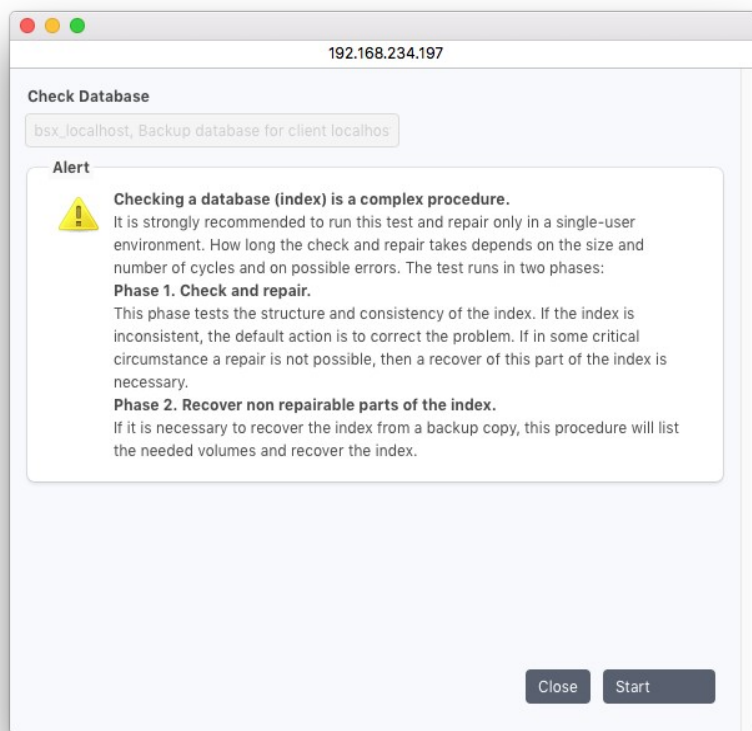 192.168.234.197
Check Database
bsx_localhost, Backup database for client localhos
Alert
Checking a database (index) is a complex procedure.
It is strongly recommended to run this test and repair only in a single-user
environment. How long the check and repair takes depends on the size and
number of cycles and on possible errors. The test runs in two phases:
Phase 1. Check and repair.
This phase tests the structure and consistency of the index. If the index is
inconsistent, the default action is to correct the problem. If in some critical
circumstance a repair is not possible, then a recover of this part of the index is
necessary.
Phase 2. Recover non repairable parts of the index.
If it is necessary to recover the index from a backup copy, this procedure will list
the needed volumes and recover the index.
Close Start